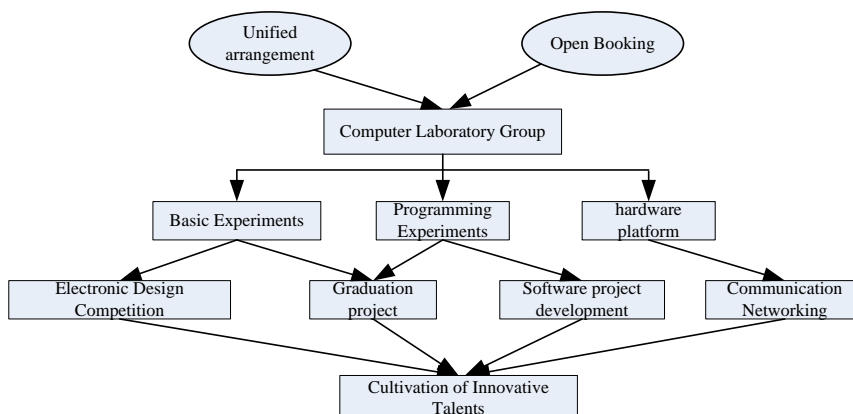 Unified
arrangement
Open Booking
Computer Laboratory Group
Basic Experiments
Programming
Experiments
hardware
platform
Electronic Design
Competition
Graduation
project
Software project
development
Communication
Networking
Cultivation of Innovative
Talents